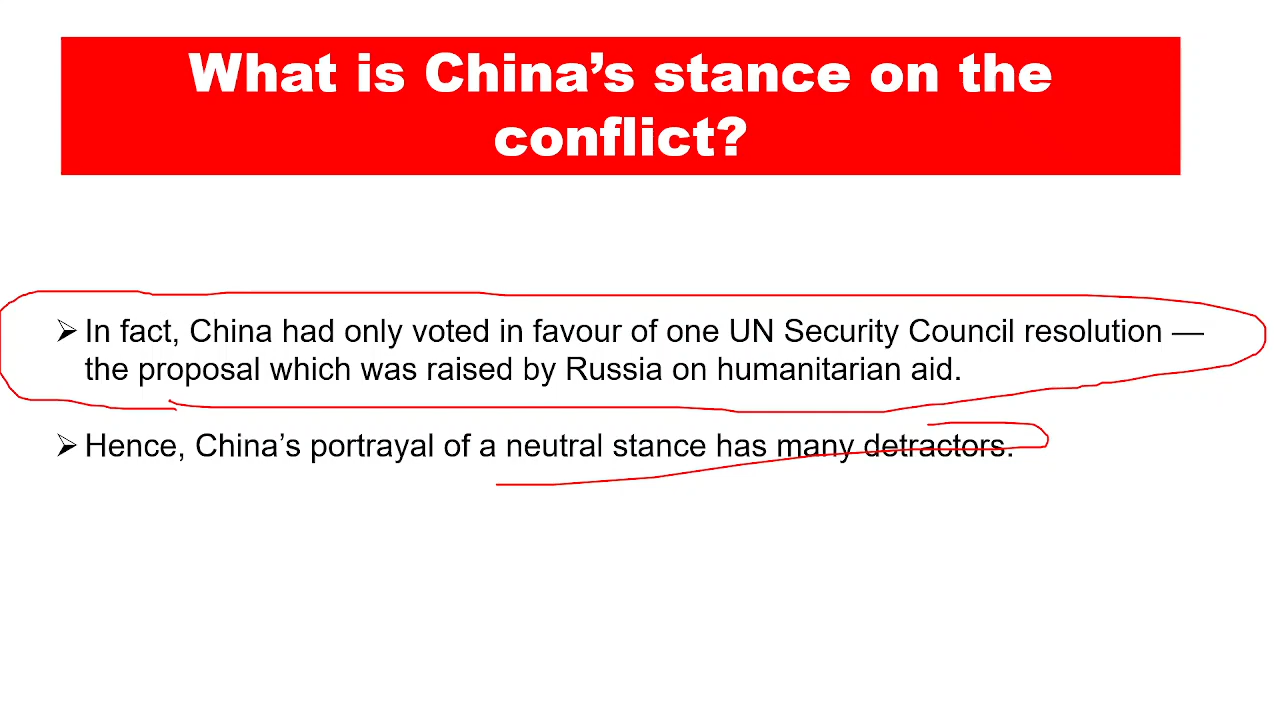 What is China’s stance on the
conflict?
➢ In fact, China had only voted in favour of one UN Security Council resolution —
the proposal which was raised by Russia on humanitarian aid.
➢ Hence, China’s portrayal of a neutral stance has many detractors.